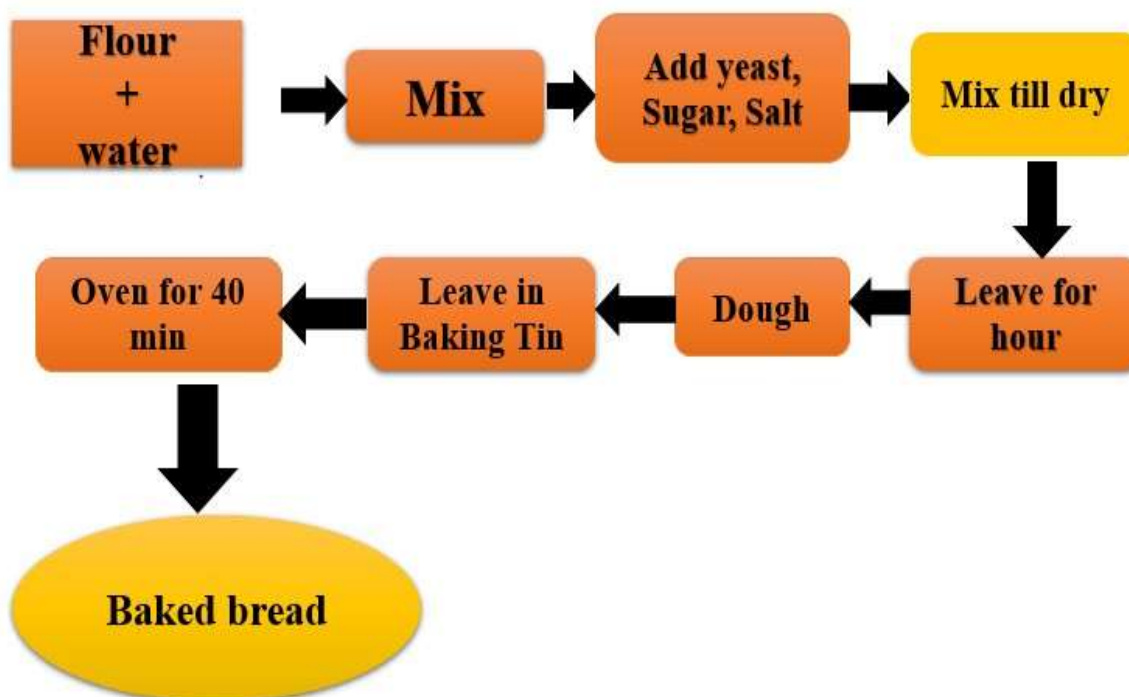 Flour
+
water
Mix
Add yeast,
Sugar, Salt
Mix till dry
Leave for
hour
Dough
Leave in
Baking Tin
Oven for 40
min
Baked bread